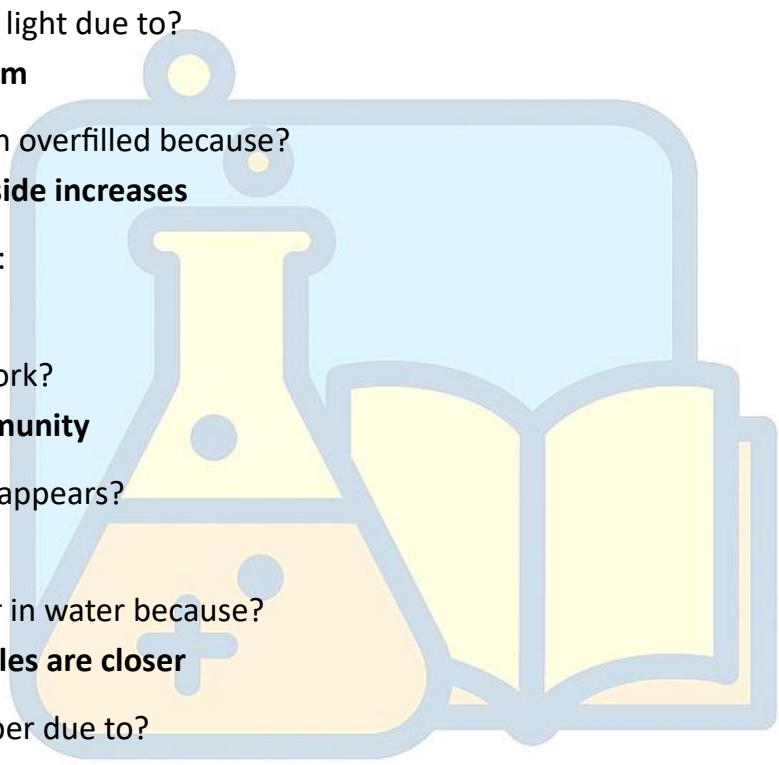 light due to?
m
n overfilled because?
side increases
:
ork?
munity
appears?
r in water because?
les are closer
per due to?